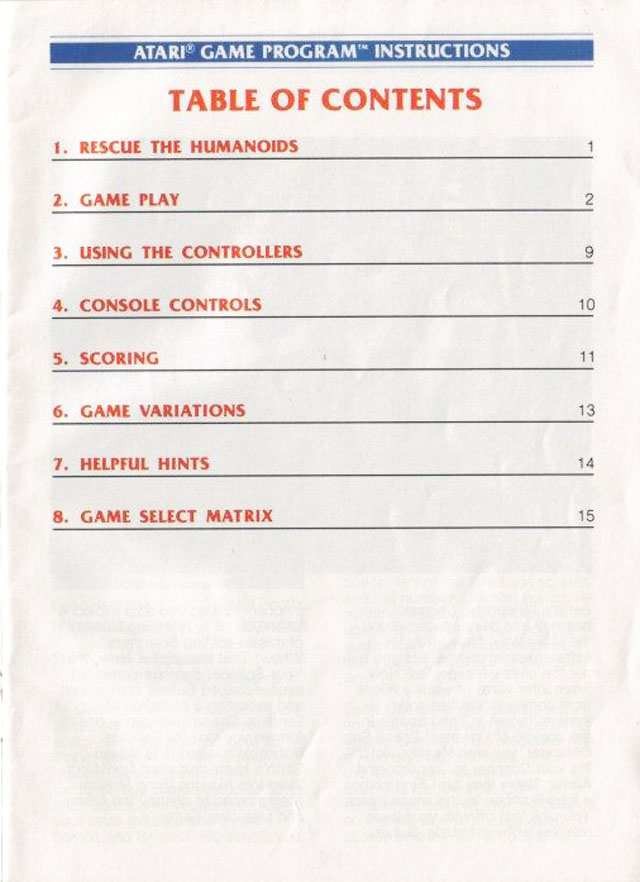 ATARI® GAME PROGRAM™ INSTRUCTIONS
TABLE OF CONTENTS
1. RESCUE THE HUMANOIDS 1
2. GAME PLAY 2
3. USING THE CONTROLLERS 9
4. CONSOLE CONTROLS 10
5. SCORING 11
6. GAME VARIATIONS 13
7. HELPFUL HINTS 14
8. GAME SELECT MATRIX 15